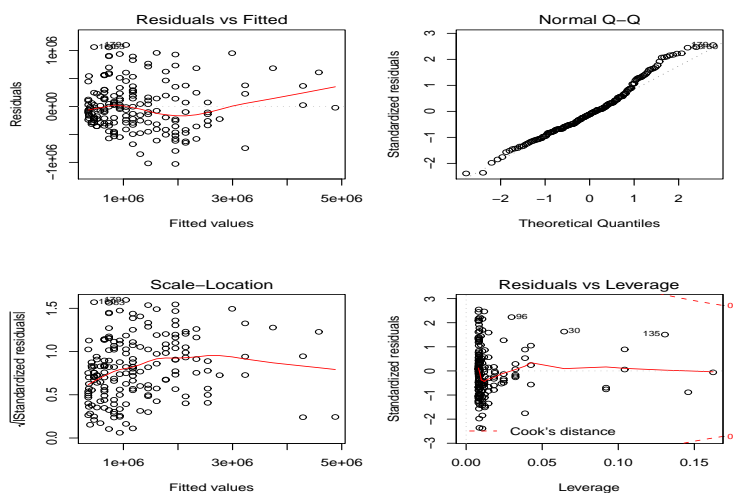 Residuals vs Fitted
Residuals
1e+06
0e+00
−1e+06
1e+06
3e+06
5e+06
Fitted values
Normal Q−Q
Standardized residuals
3
2
1
0
−1
−2
−2
−1
0
1
2
Theoretical Quantiles
Scale−Location
√|Standardized residuals|
1.5
1.0
0.5
0.0
1e+06
3e+06
5e+06
Fitted values
Residuals vs Leverage
Standardized residuals
3
2
1
0
−1
−2
−3
96
30
135
Cook's distance
0.00
0.05
0.10
0.15
Leverage